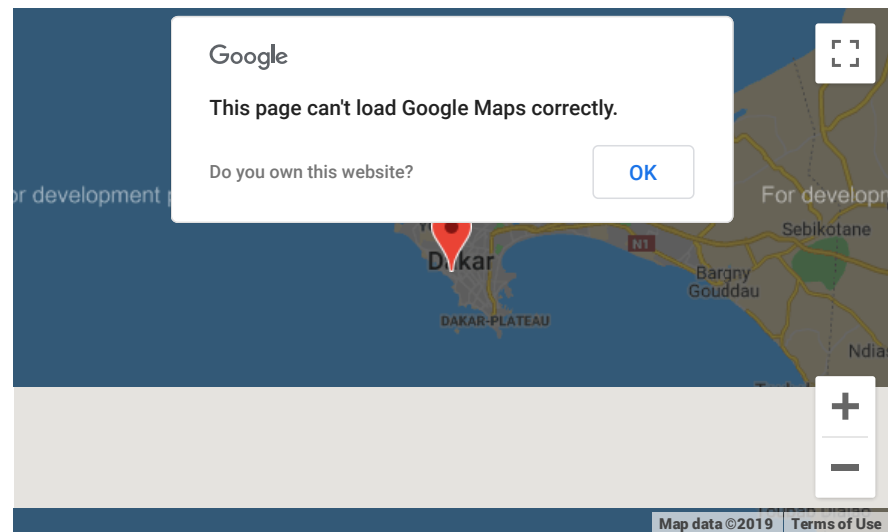 Google
This page can't load Google Maps correctly.
Do you own this website?
OK
or development
For developm
Sebikotane
N1
Dakar
Bargny
Gouddau
DAKAR-PLATEAU
Ndia
Map data ©2019
Terms of Use